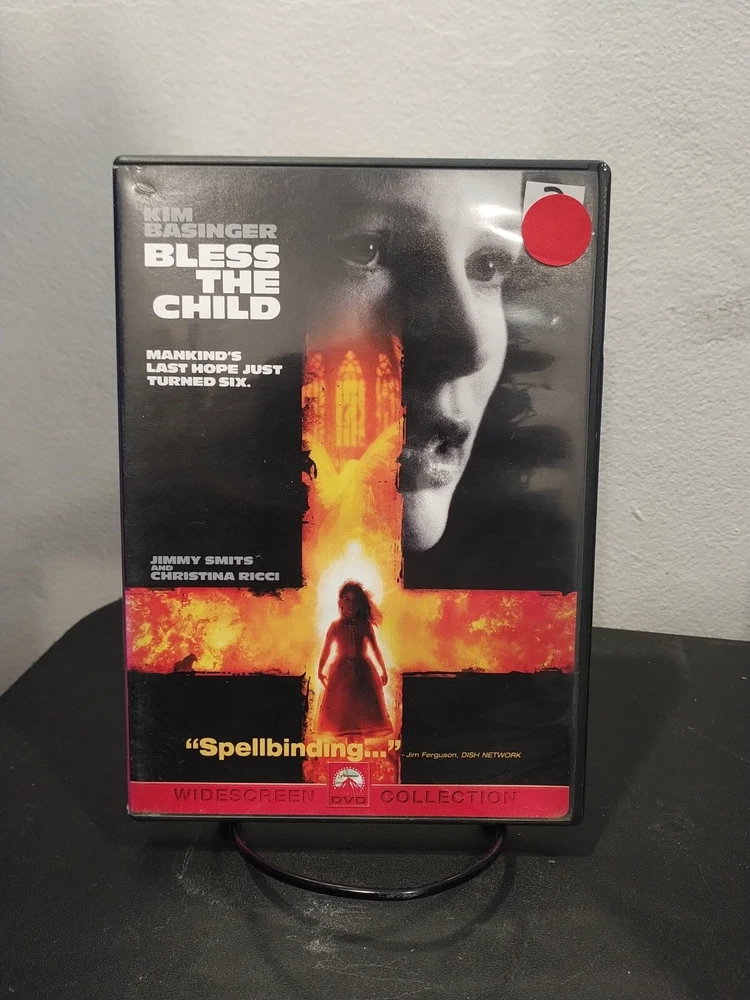 KIM
BASINGER
BLESS
THE
CHILD
MANKIND'S
LAST HOPE JUST
TURNED SIX.
JIMMY SMITS
AND
CHRISTINA RICCI
“Spellbinding...” -Jim Ferguson, DISH NETWORK
WIDESCREEN DVD COLLECTION